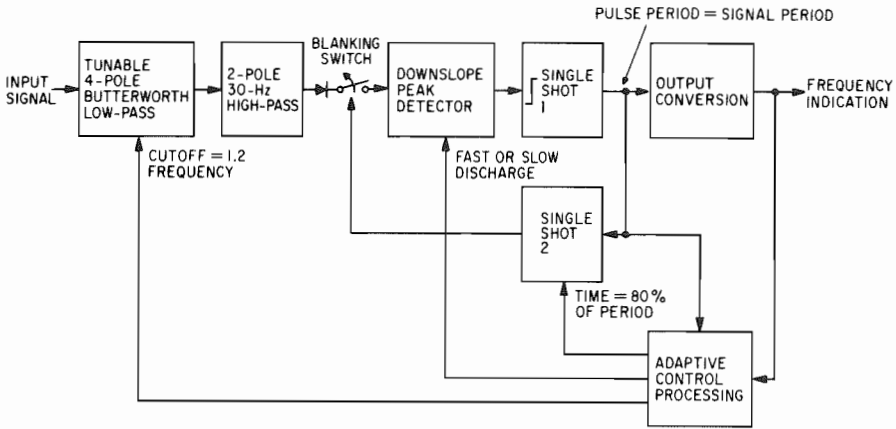 PULSE PERIOD = SIGNAL PERIOD
INPUT
SIGNAL
TUNABLE
4-POLE
BUTTERWORTH
LOW-PASS
2-POLE
30-Hz
HIGH-PASS
BLANKING
SWITCH
DOWNSLOPE
PEAK
DETECTOR
SINGLE
SHOT
1
OUTPUT
CONVERSION
FREQUENCY
INDICATION
CUTOFF = 1.2
FREQUENCY
FAST OR SLOW
DISCHARGE
SINGLE
SHOT
2
TIME = 80%
OF PERIOD
ADAPTIVE
CONTROL
PROCESSING